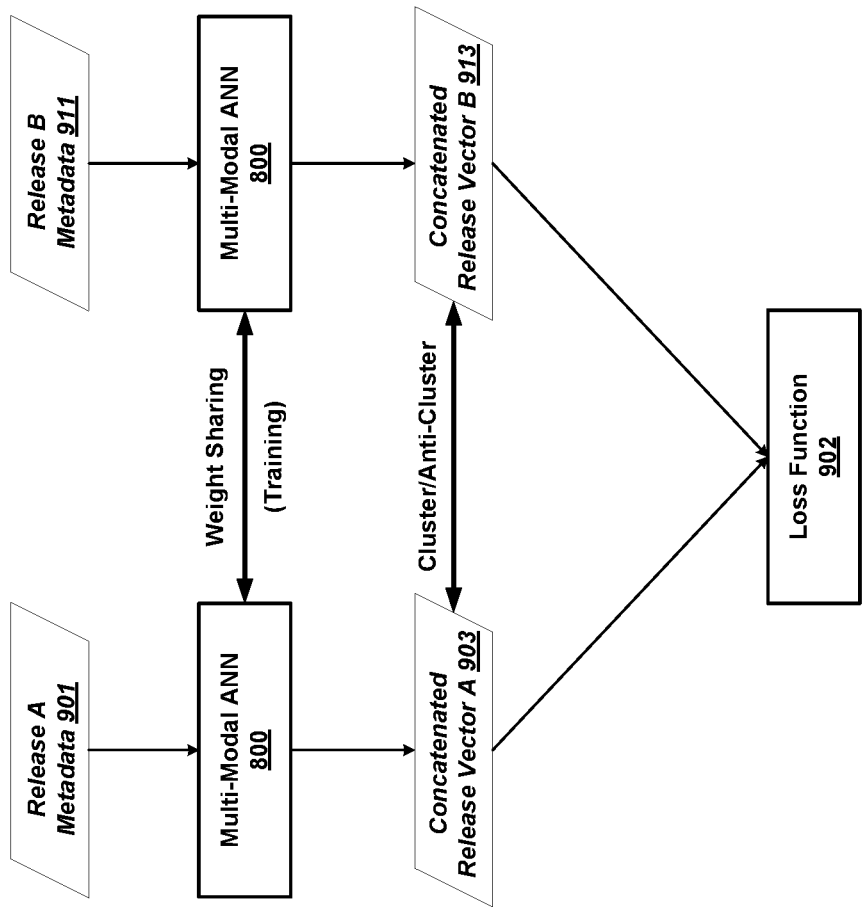 Release A
Metadata 901
Release B
Metadata 911
Multi-Modal ANN
800
Weight Sharing
(Training)
Multi-Modal ANN
800
Concatenated
Release Vector A 903
Cluster/Anti-Cluster
Concatenated
Release Vector B 913
Loss Function
902